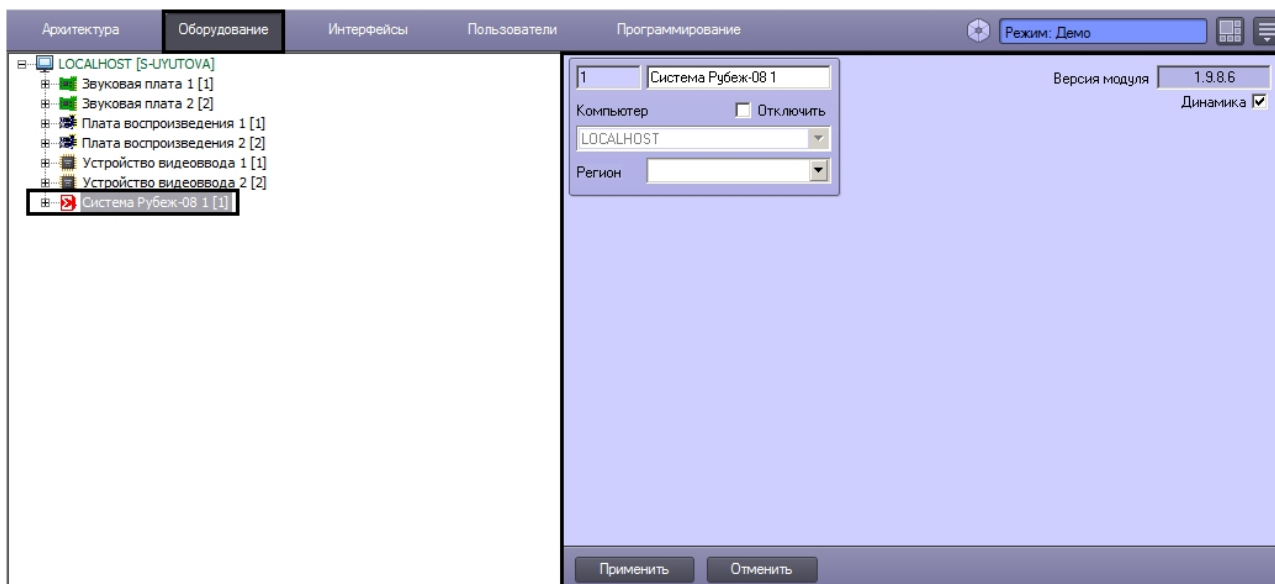 Архитектура Оборудование Интерфейсы Пользователи Программирование Режим: Демо
LOCALHOST [S-UYUTOVA]
Звуковая плата 1 [1]
Звуковая плата 2 [2]
Плата воспроизведения 1 [1]
Плата воспроизведения 2 [2]
Устройство видеоввода 1 [1]
Устройство видеоввода 2 [2]
Система Рубеж-08 1 [1]
1 Система Рубеж-08 1
Компьютер Отключить
LOCALHOST
Регион
Версия модуля 1.9.8.6
Динамика
Применить Отменить